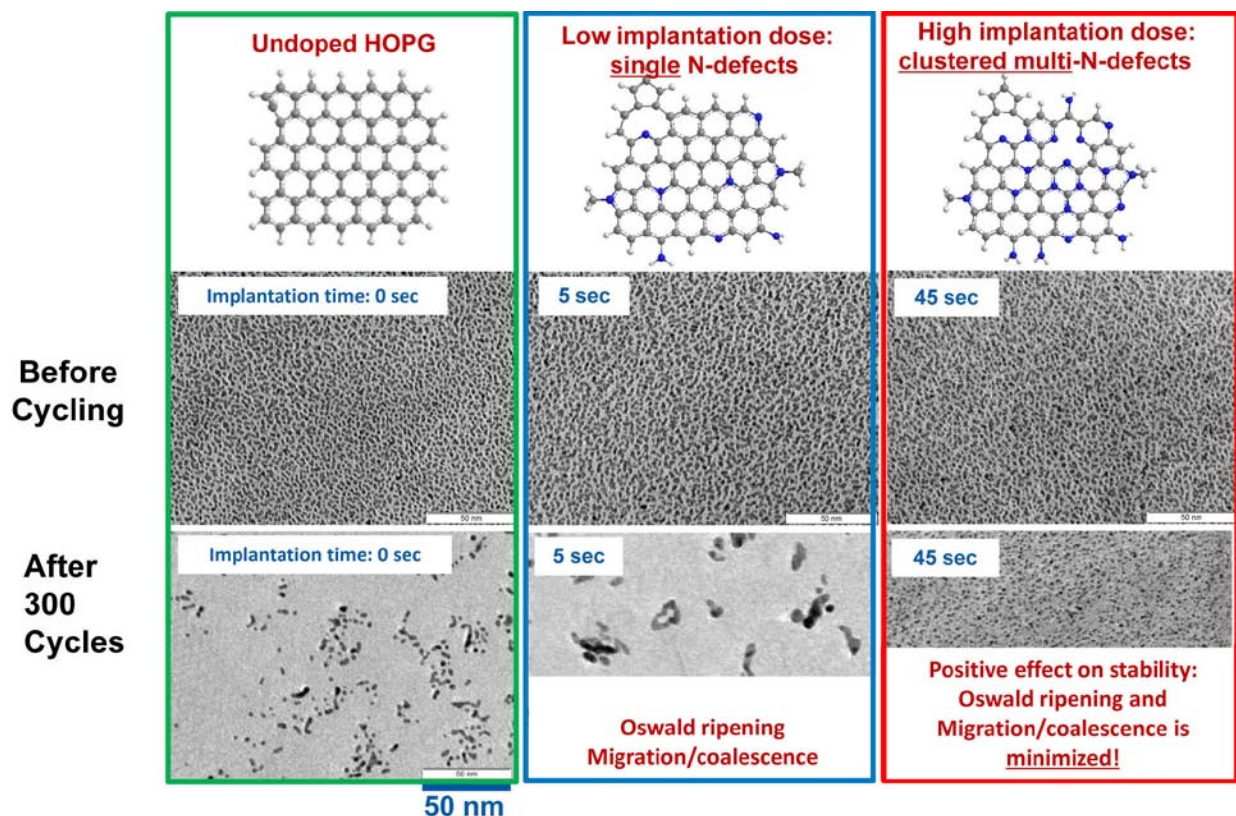 Undoped HOPG
Low implantation dose:
single N-defects
High implantation dose:
clustered multi-N-defects
Before
Cycling
Implantation time: 0 sec
5 sec
45 sec
50 nm
50 nm
50 nm
After
300
Cycles
Implantation time: 0 sec
5 sec
45 sec
Oswald ripening
Migration/coalescence
Positive effect on stability:
Oswald ripening and
Migration/coalescence is
minimized!
50 nm
50 nm